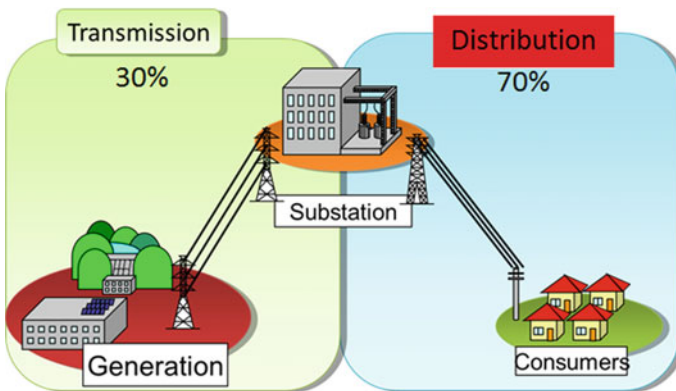 Transmission
30%
Distribution
70%
Substation
Generation
Consumers